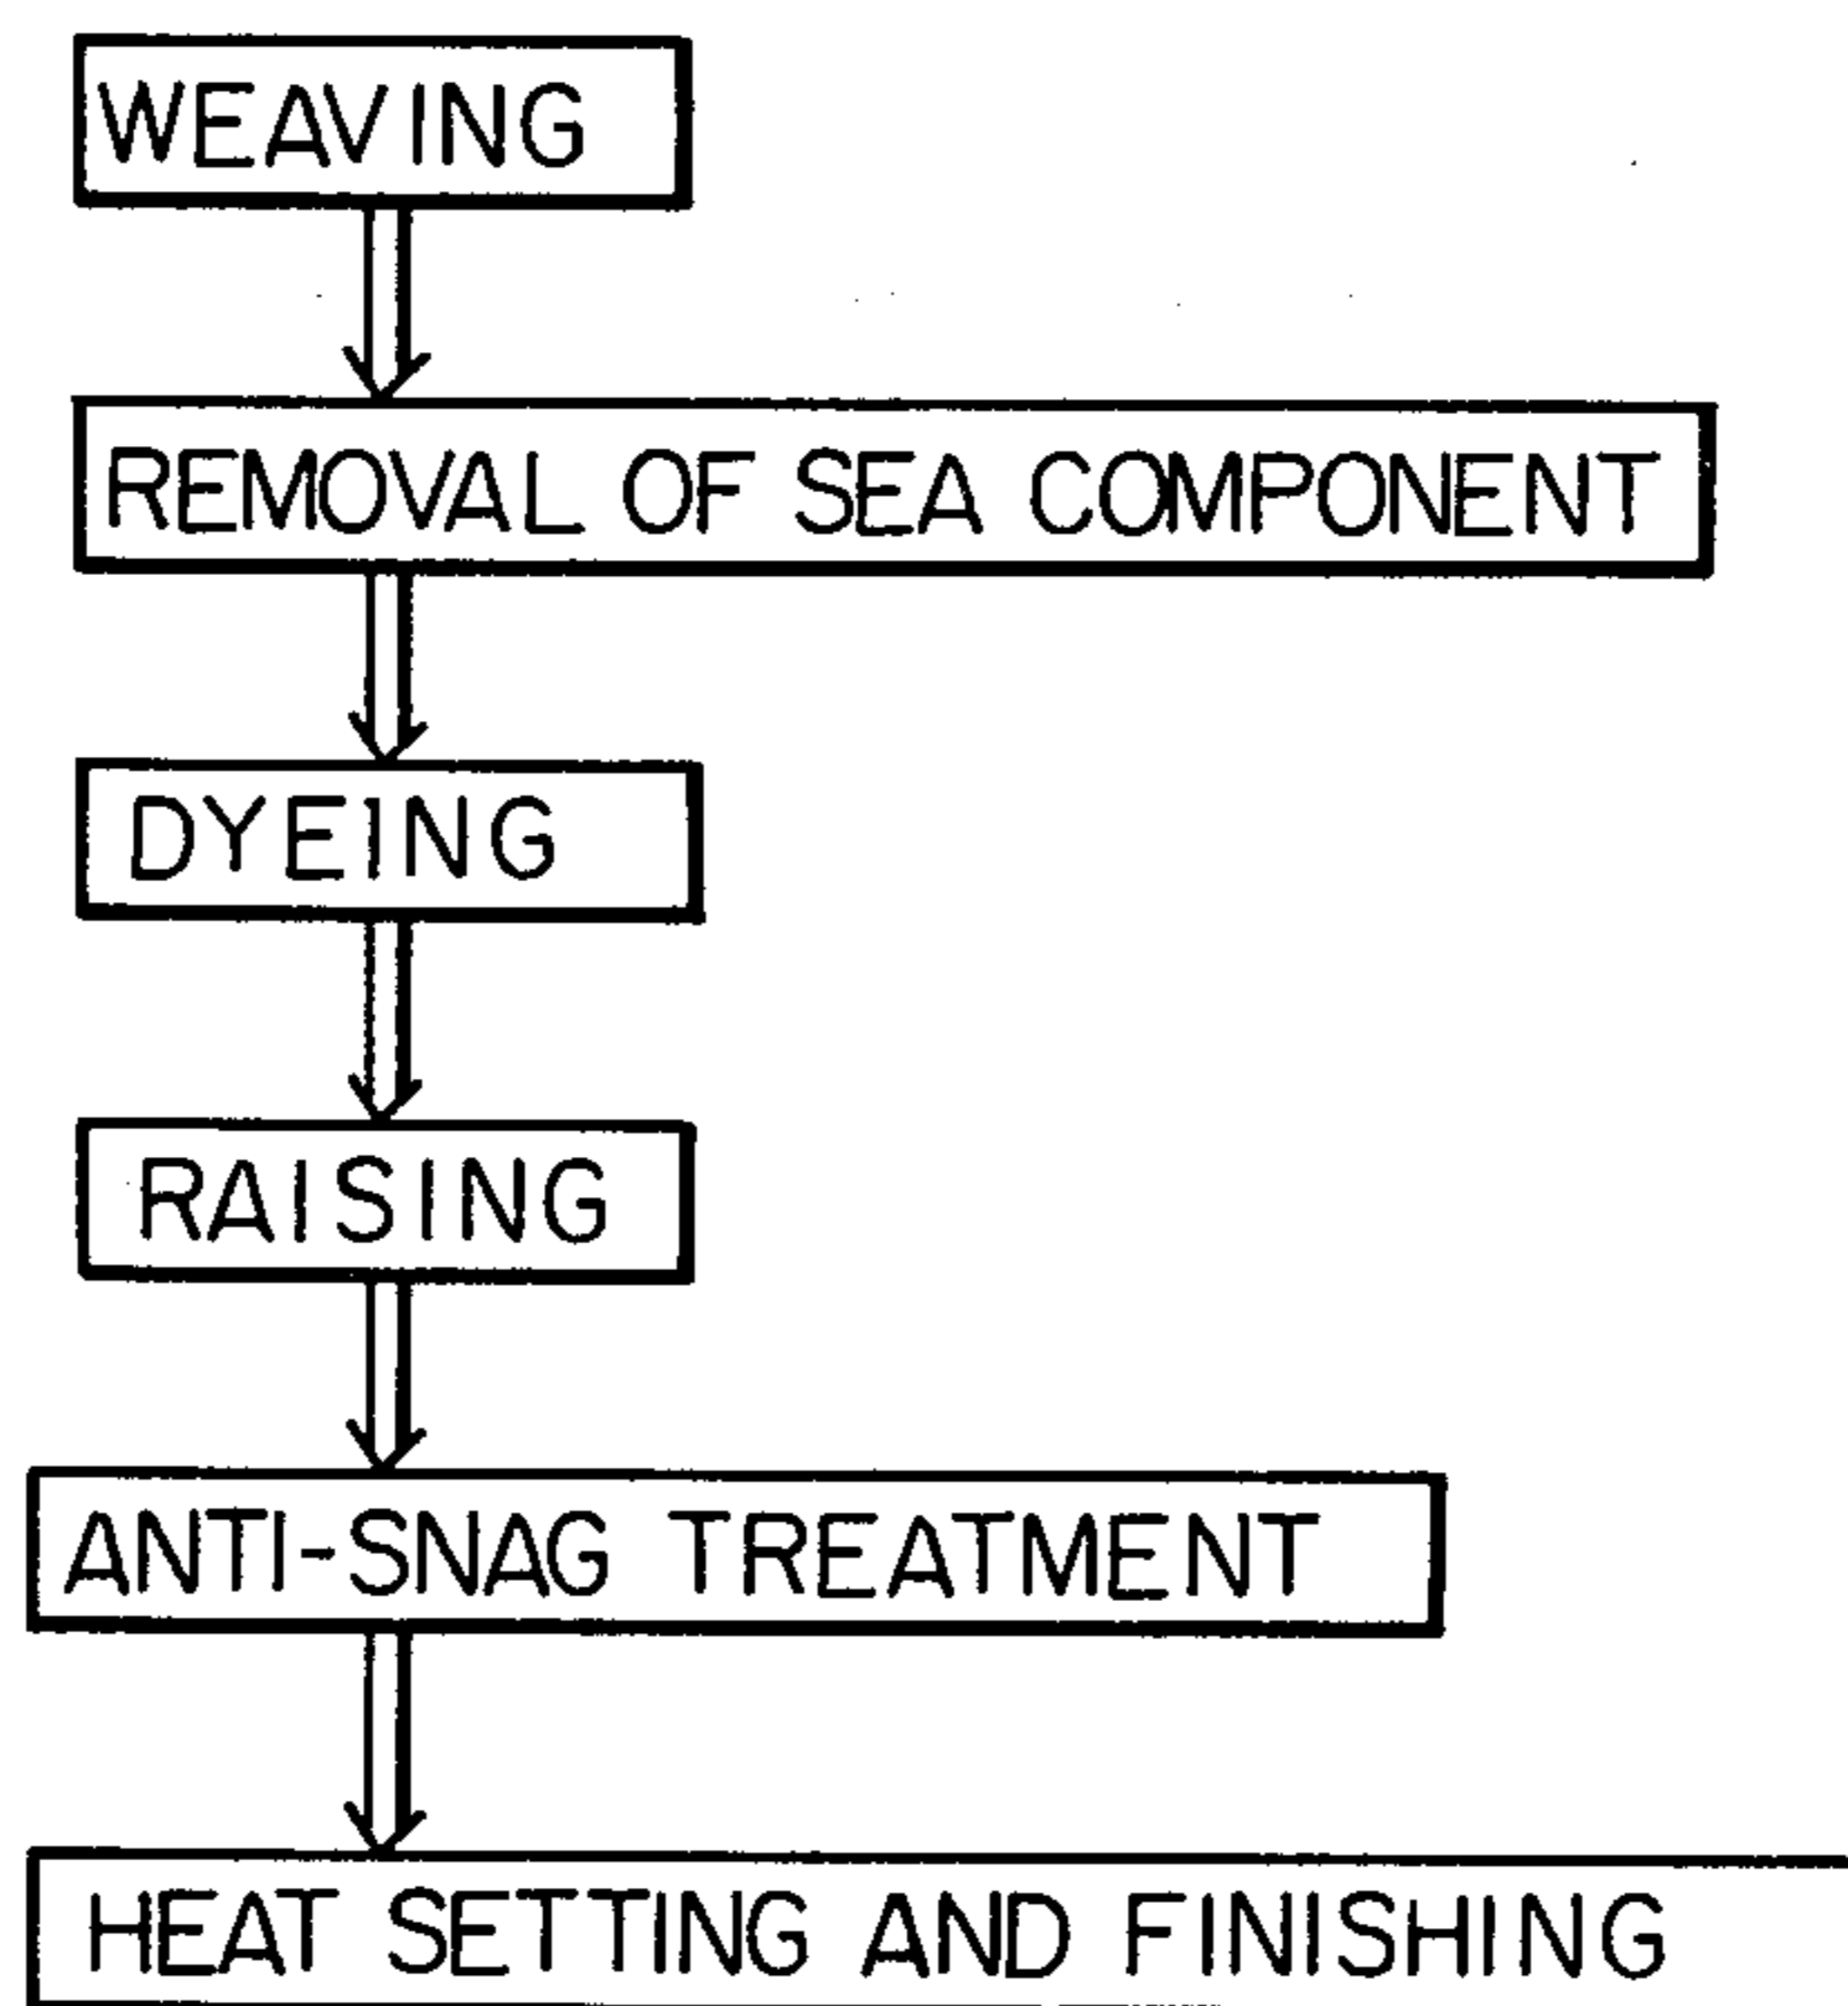 WEAVING
REMOVAL OF SEA COMPONENT
DYEING
RAISING
ANTI-SNAG TREATMENT
HEAT SETTING AND FINISHING